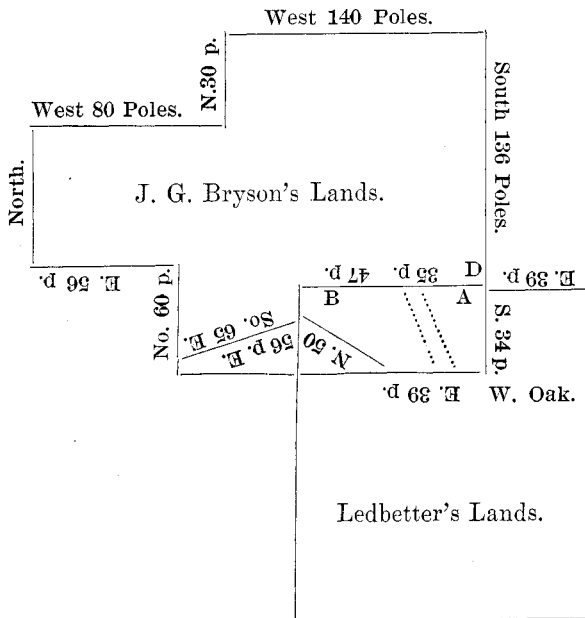 West 140 Poles.
N.30 p.
West 80 Poles.
South 136 Poles.
North.
J. G. Bryson's Lands.
E. 56 p.
No. 60 p.
47 p.
35 p.
D
E. 39 p.
B
A
So. 65 E.
56 p. E.
N. 50
S. 34 p.
E. 39 p.
W. Oak.
Ledbetter's Lands.